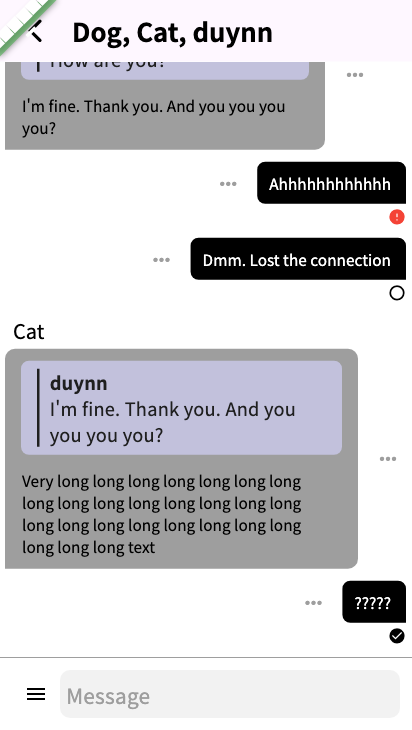 Dog, Cat, duynn
How are you?
I'm fine. Thank you. And you you you
you?
Ahhhhhhhhhhhh
Dmm. Lost the connection
Cat
duynn
I'm fine. Thank you. And you
you you you?
Very long long long long long long long
long long long long long long long long
long long long long long long long long
long long long text
?????
Message